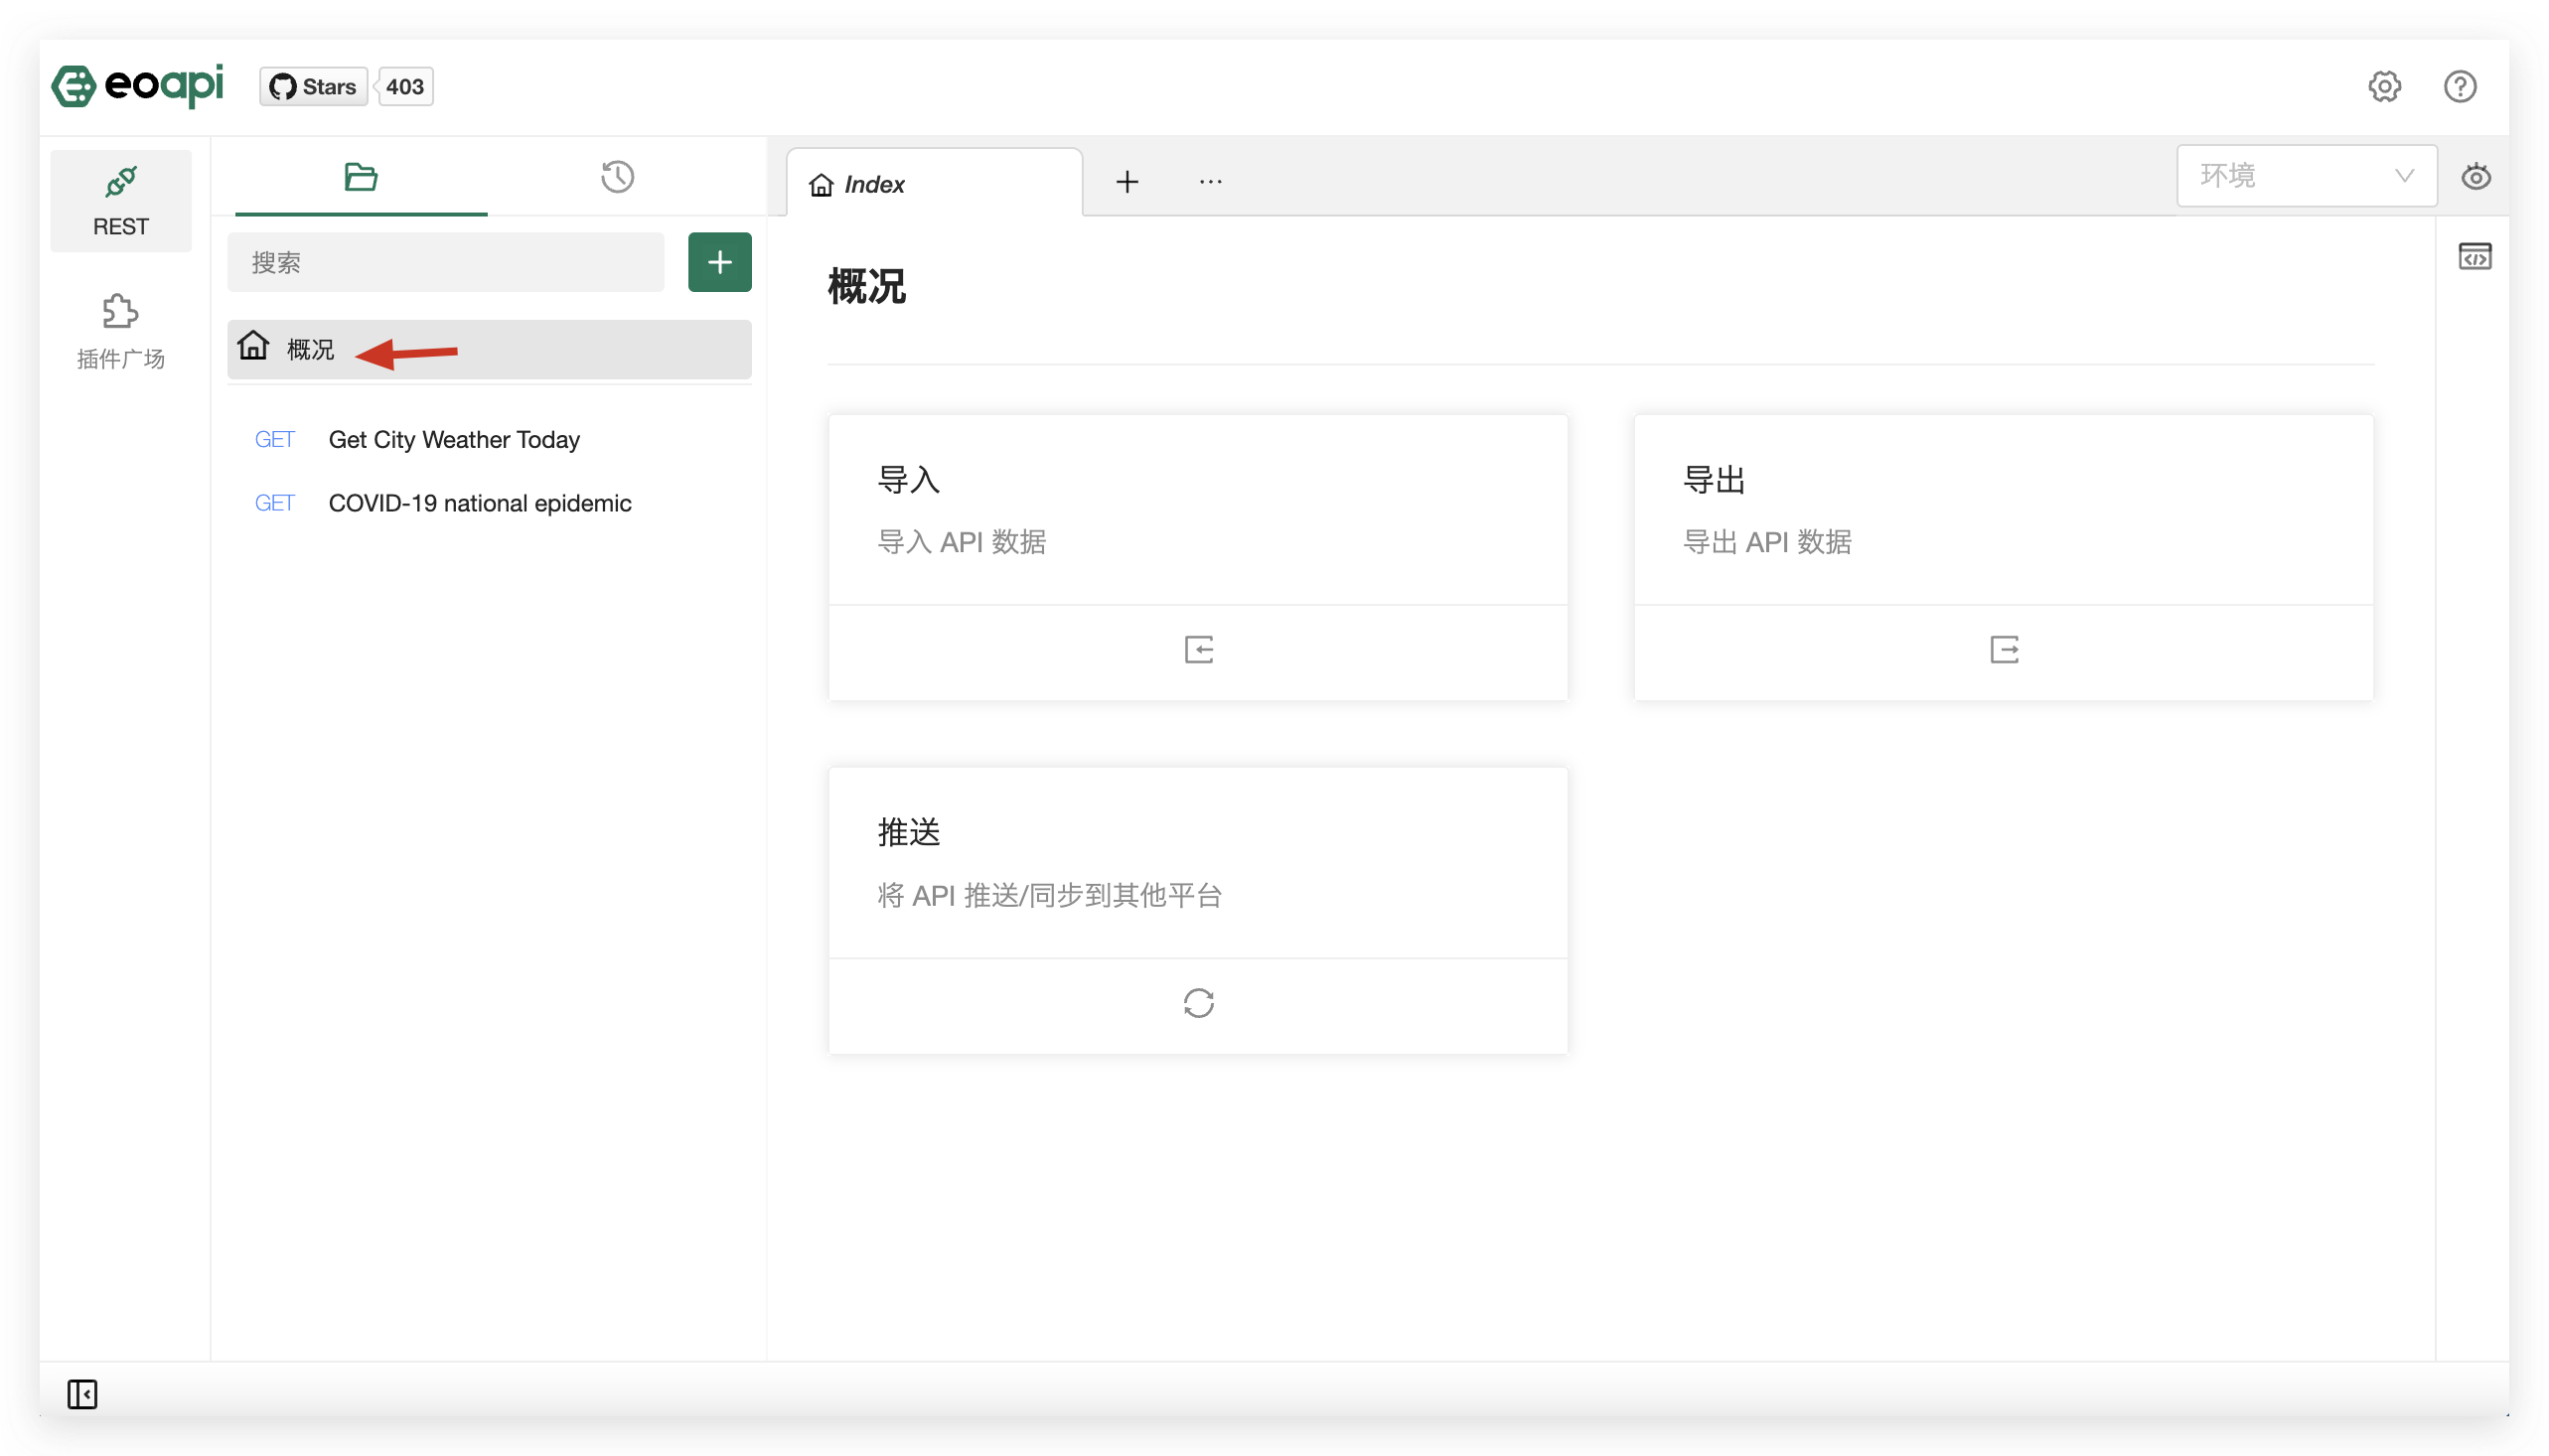 eoapi
Stars 403
REST
插件广场
搜索
概况
GET Get City Weather Today
GET COVID-19 national epidemic
Index
环境
概况
导入
导入 API 数据
导出
导出 API 数据
推送
将 API 推送/同步到其他平台